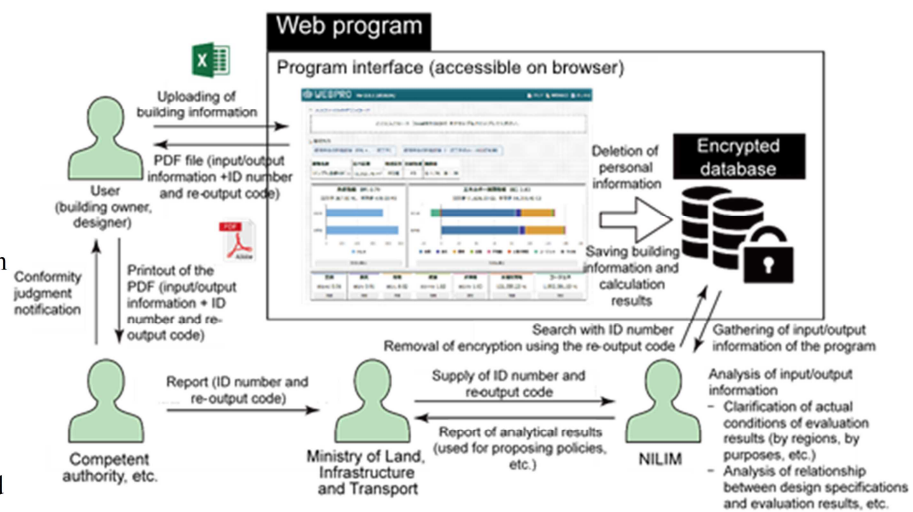 Web program
Program interface (accessible on browser)
X
Uploading of
building information
PDF file (input/output
information +ID number
and re-output code)
User
(building owner,
designer)
PDF
Adobe
WEBPRO
Deletion of
personal
information
Encrypted
database
Saving building
information and
calculation
results
n
Conformity
judgment
notification
Printout of the
PDF (input/output
information + ID
number and re-
output code)
Search with ID number
Removal of encryption using the re-output code
Gathering of input/output
information of the program
Report (ID number and
re-output code)
Supply of ID number and
re-output code
Report of analytical results
(used for proposing policies,
etc.)
Analysis of input/output
information
– Clarification of actual
conditions of evaluation
results (by regions, by
purposes, etc.)
– Analysis of relationship
between design specifications
and evaluation results, etc.
Competent
authority, etc.
Ministry of Land,
Infrastructure
and Transport
NILIM
d